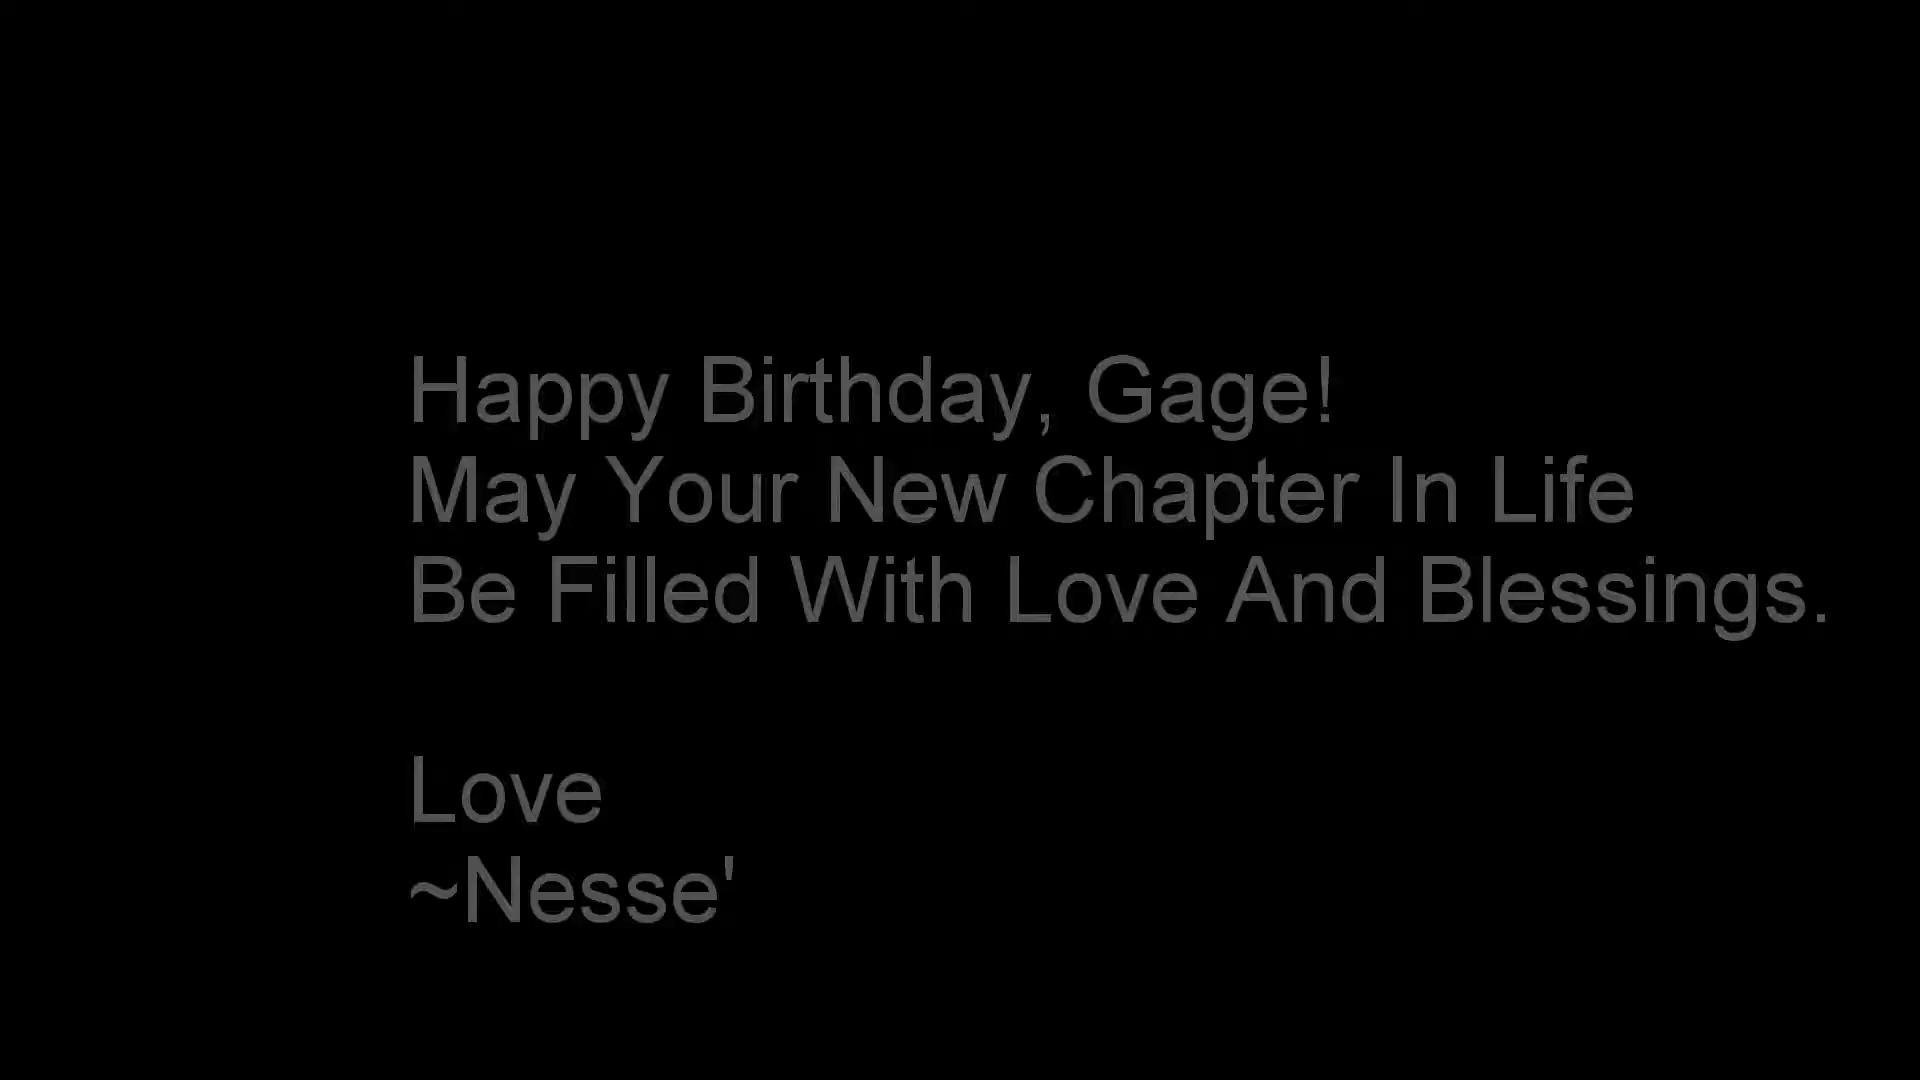 Happy Birthday, Gage!
May Your New Chapter In Life
Be Filled With Love And Blessings.
Love
~Nesse'